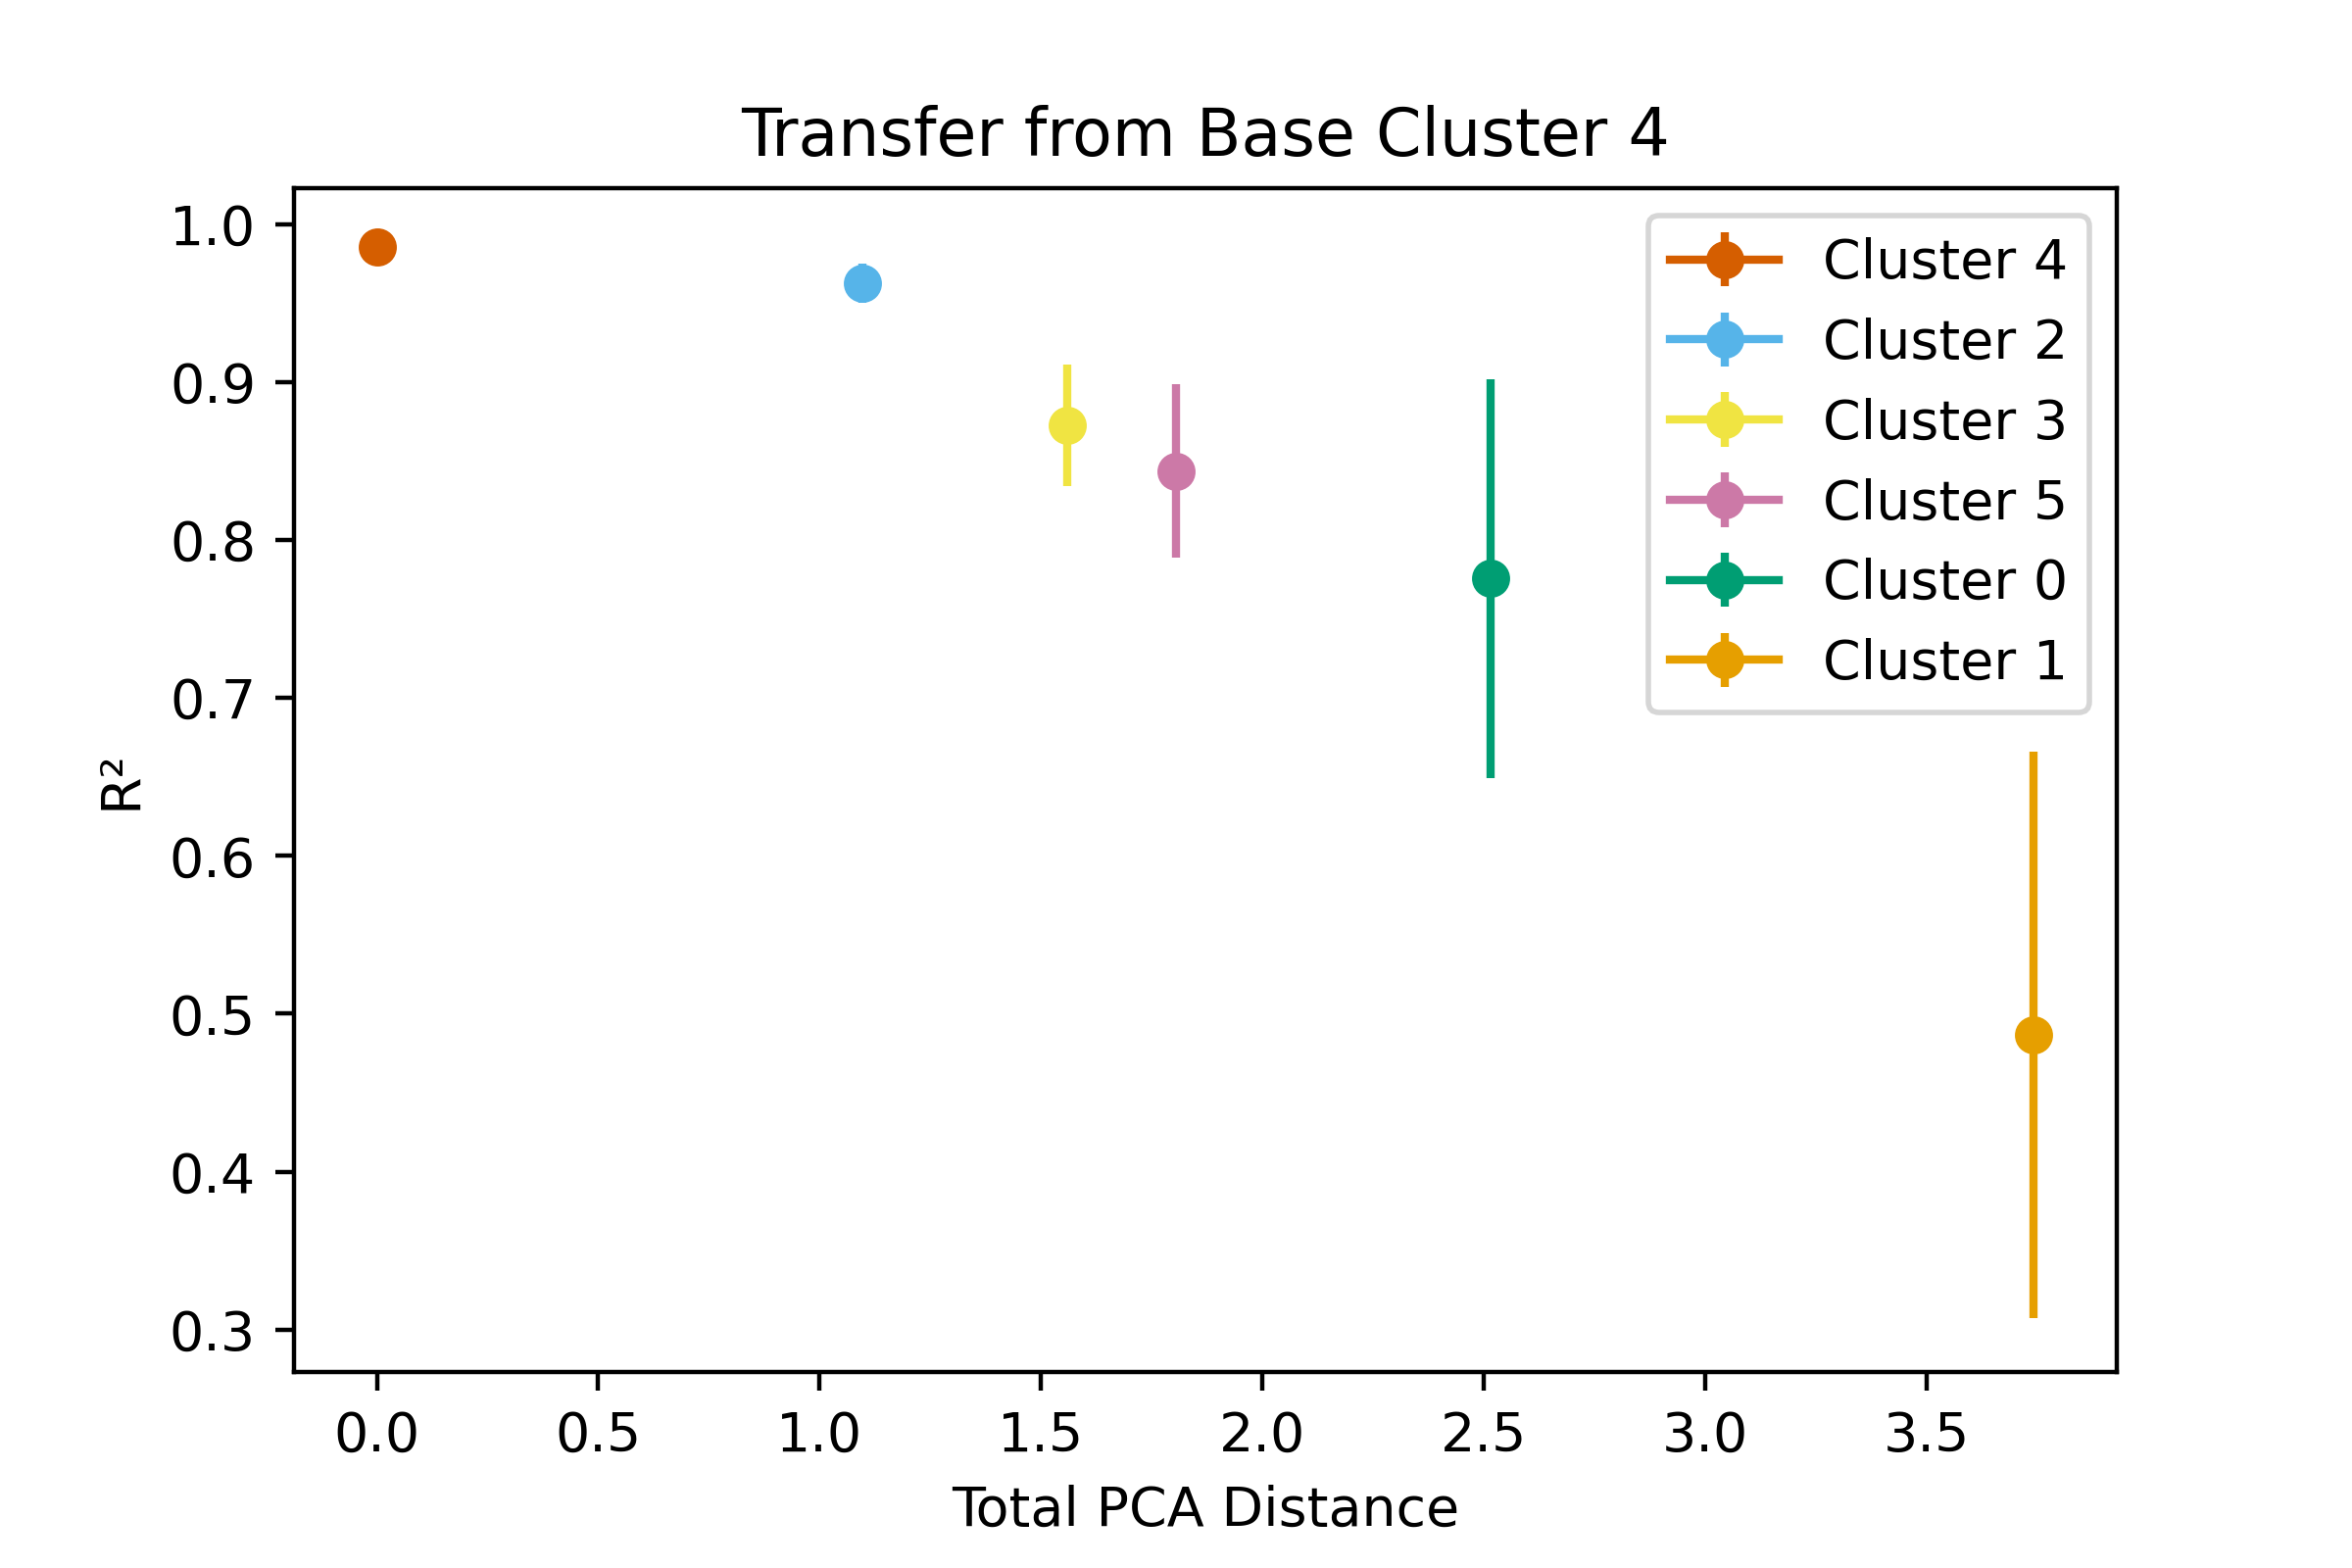 Transfer from Base Cluster 4
1.0
0.9
0.8
0.7
0.6
0.5
0.4
0.3
R²
Cluster 4
Cluster 2
Cluster 3
Cluster 5
Cluster 0
Cluster 1
0.0 0.5 1.0 1.5 2.0 2.5 3.0 3.5
Total PCA Distance